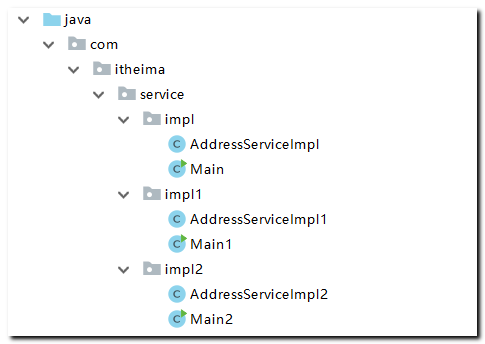 java
com
itheima
service
impl
AddressServiceImpl
Main
impl1
AddressServiceImpl1
Main1
impl2
AddressServiceImpl2
Main2